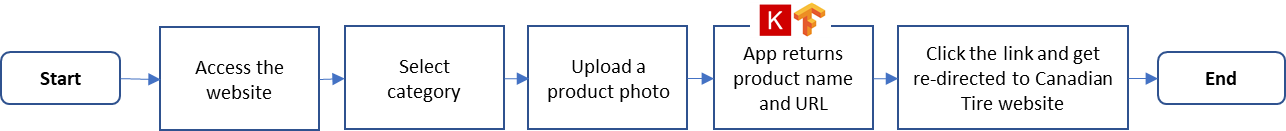 Start
Access the
website
Select
category
Upload a
product photo
K
App returns
product name
and URL
Click the link and get
re-directed to Canadian
Tire website
End